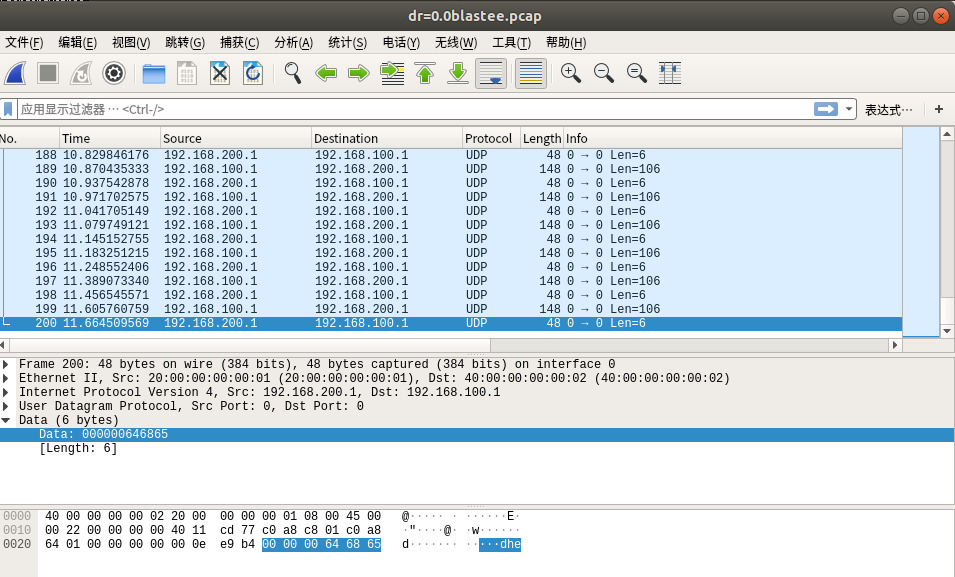 dr=0.0blastee.pcap
文件(F) 编辑(E) 视图(V) 跳转(G) 捕获(C) 分析(A) 统计(S) 电话(Y) 无线(W) 工具(T) 帮助(H)
应用显示过滤器 ⋯ <Ctrl-/> 表达式⋯ +
No. Time Source Destination Protocol Length Info
188 10.829846176 192.168.200.1 192.168.100.1 UDP 48 0 → 0 Len=6
189 10.870435333 192.168.200.1 192.168.100.1 UDP 148 0 → 0 Len=106
190 10.937542878 192.168.200.1 192.168.100.1 UDP 48 0 → 0 Len=6
191 10.971702575 192.168.200.1 192.168.100.1 UDP 148 0 → 0 Len=106
192 11.041705149 192.168.200.1 192.168.100.1 UDP 48 0 → 0 Len=6
193 11.079749121 192.168.200.1 192.168.100.1 UDP 148 0 → 0 Len=106
194 11.145152755 192.168.200.1 192.168.100.1 UDP 48 0 → 0 Len=6
195 11.183251215 192.168.200.1 192.168.100.1 UDP 148 0 → 0 Len=106
196 11.248552406 192.168.200.1 192.168.100.1 UDP 48 0 → 0 Len=6
197 11.389073340 192.168.200.1 192.168.100.1 UDP 148 0 → 0 Len=106
198 11.456545571 192.168.200.1 192.168.100.1 UDP 48 0 → 0 Len=6
199 11.605760759 192.168.200.1 192.168.100.1 UDP 148 0 → 0 Len=106
200 11.664509569 192.168.200.1 192.168.100.1 UDP 48 0 → 0 Len=6
Frame 200: 48 bytes on wire (384 bits), 48 bytes captured (384 bits) on interface 0
Ethernet II, Src: 20:00:00:00:00:01 (20:00:00:00:00:01), Dst: 40:00:00:00:00:02 (40:00:00:00:00:02)
Internet Protocol Version 4, Src: 192.168.200.1, Dst: 192.168.100.1
User Datagram Protocol, Src Port: 0, Dst Port: 0
Data (6 bytes)
Data: 000000646865
[Length: 6]
0000 40 00 00 00 00 02 20 00 00 00 00 01 08 00 45 00 @····· · ······E·
0010 00 22 00 00 00 00 40 11 cd 77 c0 a8 c8 01 c0 a8 ·"····@· ·w······
0020 64 01 00 00 00 00 00 0e e9 b4 00 00 00 64 68 65 d······· ·····dhe